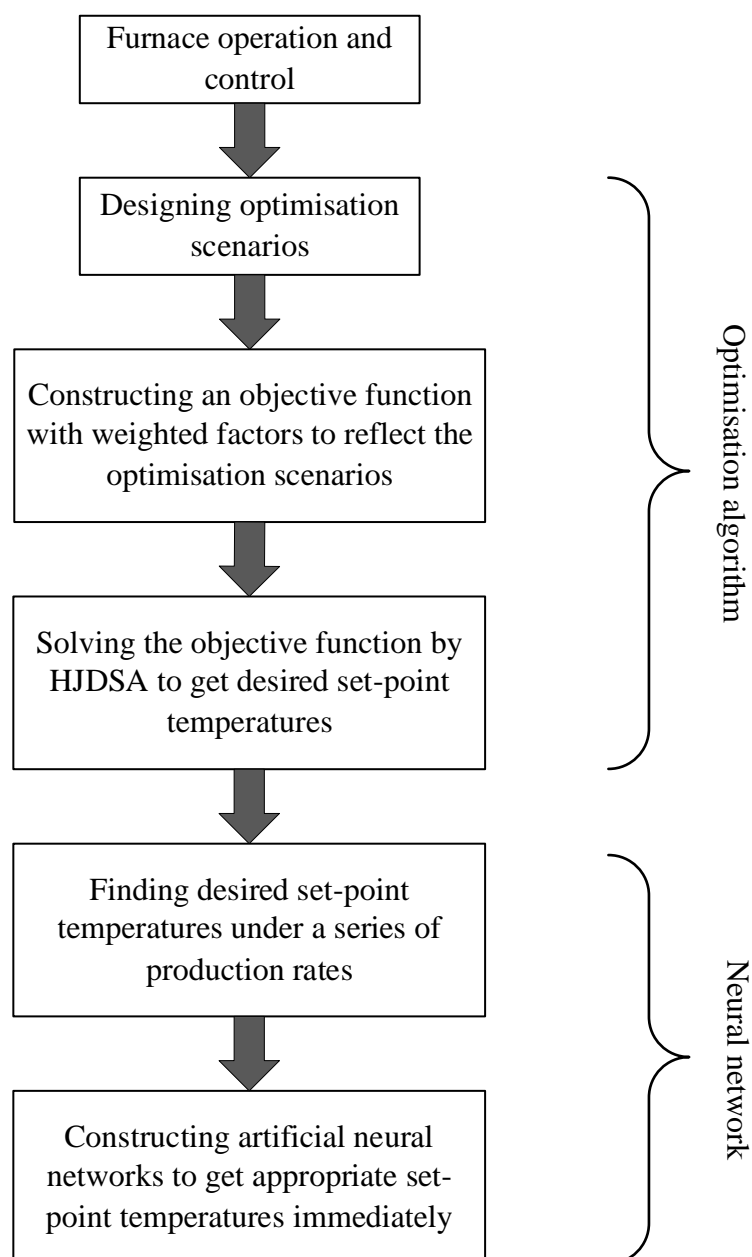 Furnace operation and
control
Designing optimisation
scenarios
Constructing an objective function
with weighted factors to reflect the
optimisation scenarios
Solving the objective function by
HJDSA to get desired set-point
temperatures
Optimisation algorithm
Finding desired set-point
temperatures under a series of
production rates
Constructing artificial neural
networks to get appropriate set-
point temperatures immediately
Neural network